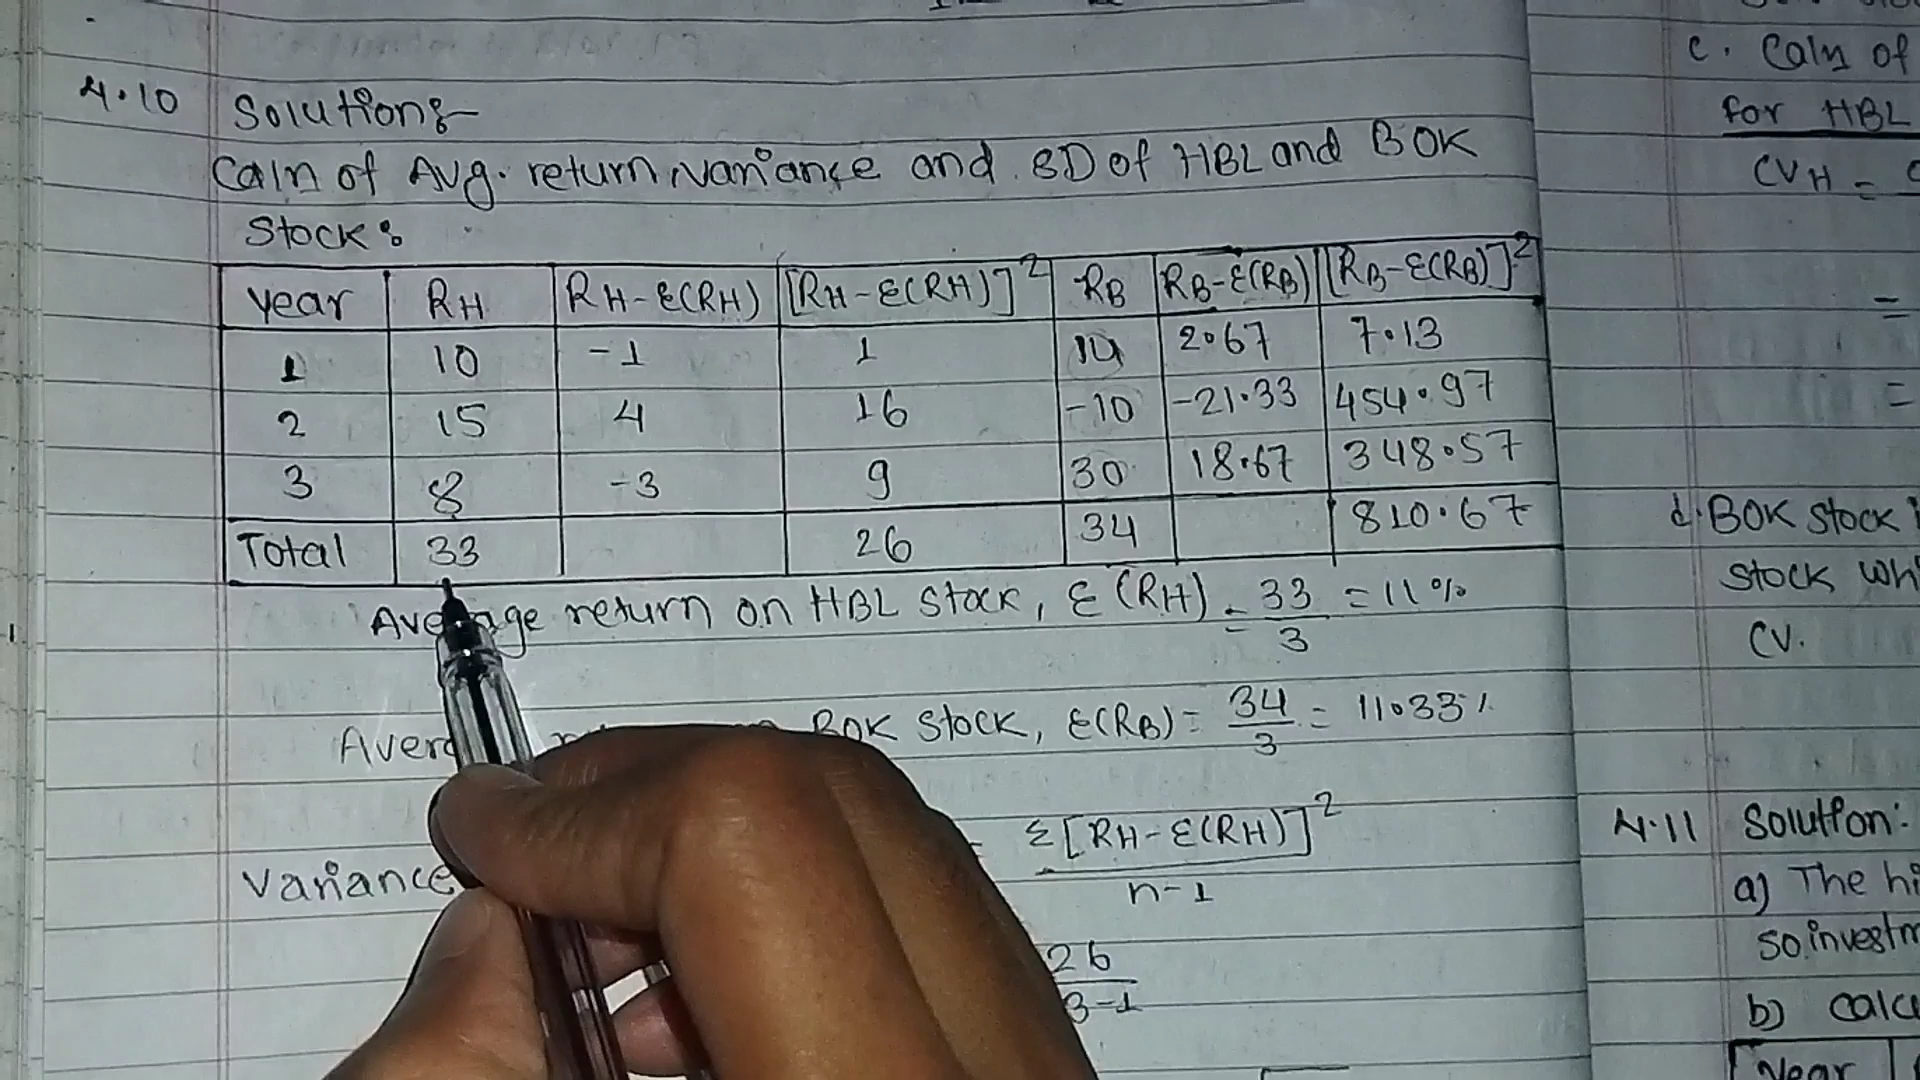 4.10 Solution:-
Caln of Avg. return, variance and SD of HBL and BOK
Stock:
Year RH RH-E(RH) [RH-E(RH)]² RB RB-E(RB) [RB-E(RB)]²
1 10 -1 1 14 2.67 7.13
2 15 4 16 -10 -21.33 454.97
3 8 -3 9 30 18.67 348.57
Total 33 26 34 810.67
Average return on HBL stock, E(RH) = 33/3 = 11%
BOK stock, E(RB) = 34/3 = 11.33%
Variance
Σ[RH-E(RH)]²
n-1
26
3-1
C. Caln of
for HBL
CVH =
=
=
d. BOK stock
stock wh
CV.
4.11 Solution:
a) The hi
so investm
b) calcu
Year